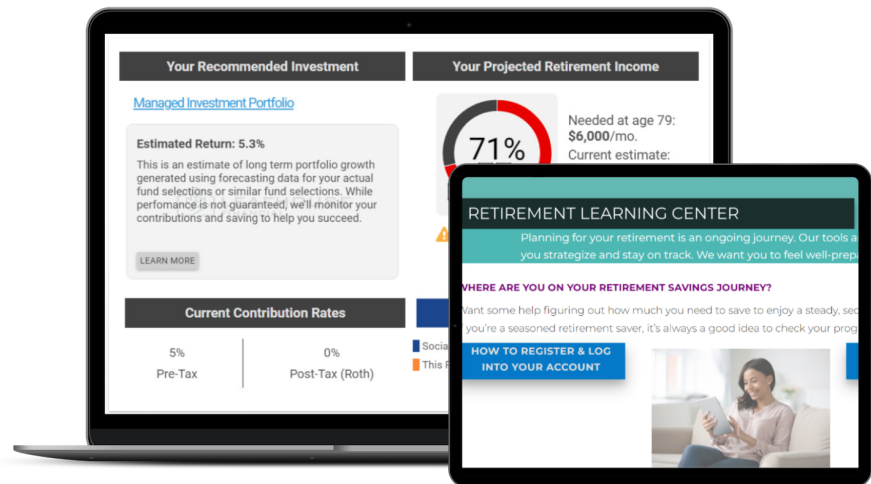 Your Recommended Investment
Managed Investment Portfolio
Estimated Return: 5.3%
This is an estimate of long term portfolio growth
generated using forecasting data for your actual
fund selections or similar fund selections. While
perfomance is not guaranteed, we'll monitor your
contributions and saving to help you succeed.
LEARN MORE
Current Contribution Rates
5%
Pre-Tax
0%
Post-Tax (Roth)
Your Projected Retirement Income
71%
Needed at age 79:
$6,000/mo.
Current estimate:
Socia
This
RETIREMENT LEARNING CENTER
Planning for your retirement is an ongoing journey. Our tools a
you strategize and stay on track. We want you to feel well-prep
WHERE ARE YOU ON YOUR RETIREMENT SAVINGS JOURNEY?
Want some help figuring out how much you need to save to enjoy a steady, sec
you're a seasoned retirement saver, it's always a good idea to check your prog
HOW TO REGISTER & LOG
INTO YOUR ACCOUNT